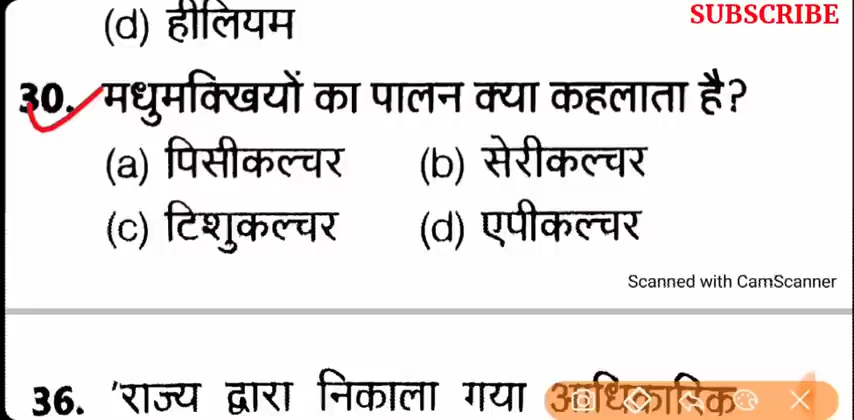 (d) हीलियम
SUBSCRIBE
30. मधुमक्खियों का पालन क्या कहलाता है?
(a) पिसीकल्चर (b) सेरीकल्चर
(c) टिशुकल्चर (d) एपीकल्चर
Scanned with CamScanner
36. 'राज्य द्वारा निकाला गया आधिकारिक